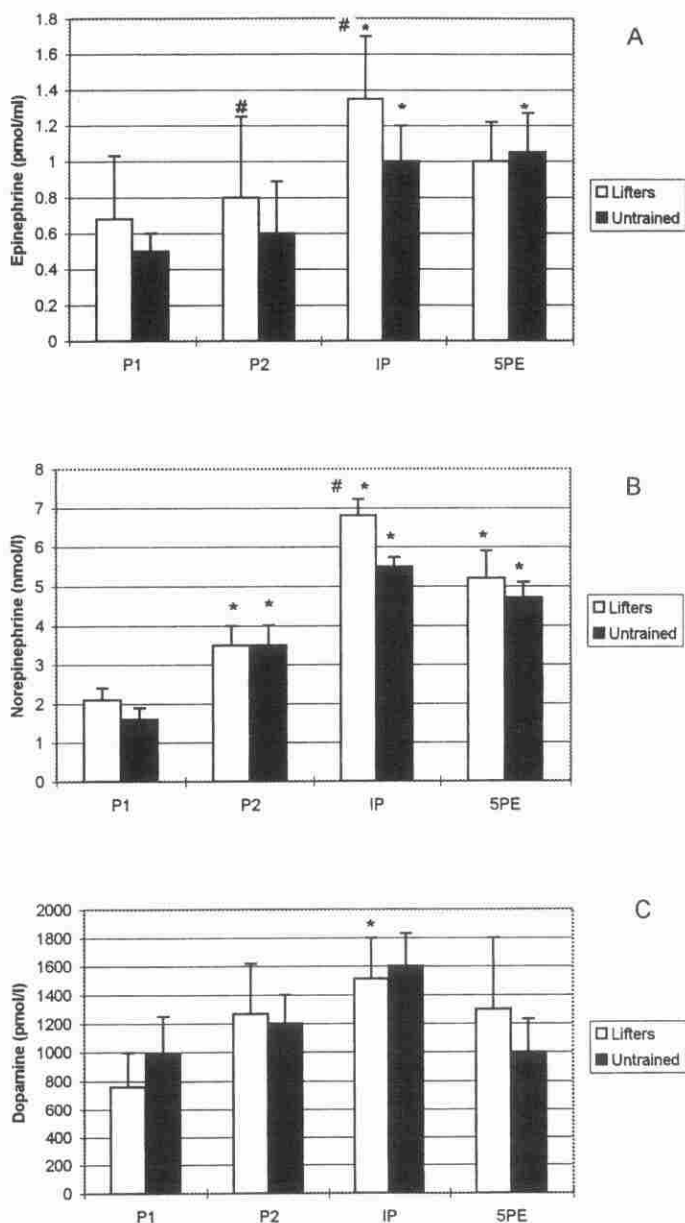 A
Epinephrine (pmol/ml)
1.8
1.6
1.4
1.2
1
0.8
0.6
0.4
0.2
0
#
# *
*
*
P1 P2 IP 5PE
Lifters
Untrained
B
Norepinephrine (nmol/l)
8
7
6
5
4
3
2
1
0
* *
# *
*
*
*
P1 P2 IP 5PE
Lifters
Untrained
C
Dopamine (pmol/l)
2000
1800
1600
1400
1200
1000
800
600
400
200
0
*
P1 P2 IP 5PE
Lifters
Untrained